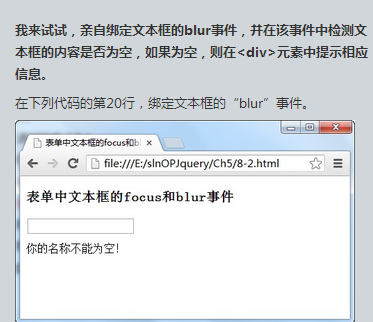 我来试试，亲自绑定文本框的blur事件，并在该事件中检测文
本框的内容是否为空，如果为空，则在<div>元素中提示相应
信息。
在下列代码的第20行，绑定文本框的“blur”事件。
表单中文本框的focus和bl
file:///E:/slnOPJquery/Ch5/8-2.html
表单中文本框的focus和blur事件
你的名称不能为空！